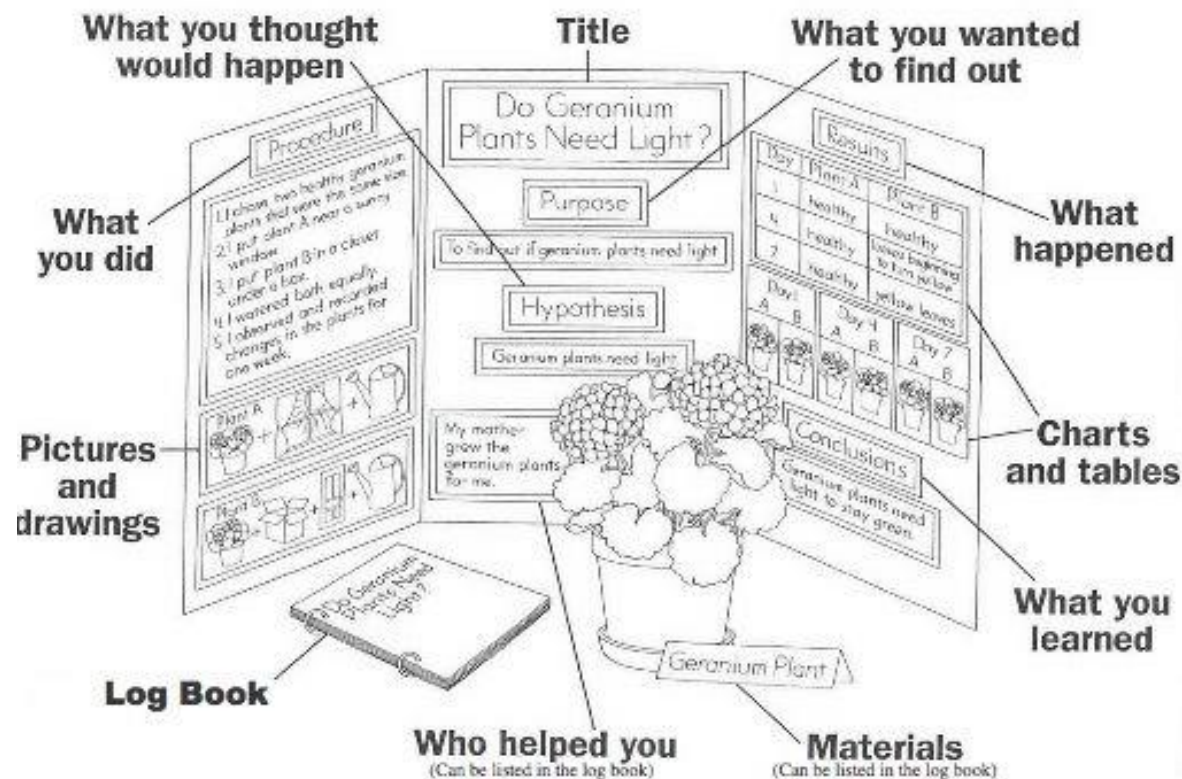 What you thought
would happen
Title
What you wanted
to find out
What
you did
Procedure
1. I chose two healthy geranium
plants that were the same size.
2. I put plant A near a sunny
window.
3. I put plant B in a closet
under a box.
4. I watered both equally.
5. I observed and recorded
changes in the plants for
one week.
Plant A
Plant B
Pictures
and
drawings
Do Geranium
Plants Need Light?
Purpose
To find out if geranium plants need light
Hypothesis
Geranium plants need light
My mother
grew the
geranium plants
for me.
Results
Day Plant A Plant B
1 healthy healthy
4 healthy leaves beginning
to turn yellow
7 healthy yellow leaves
Day 1 Day 4 Day 7
A B A B A B
Conclusions
Geranium plants need
light to stay green
What
happened
Charts
and tables
What you
learned
Do Geranium
Plants Need
Light?
Geranium Plant
Log Book
Who helped you
(Can be listed in the log book)
Materials
(Can be listed in the log book)